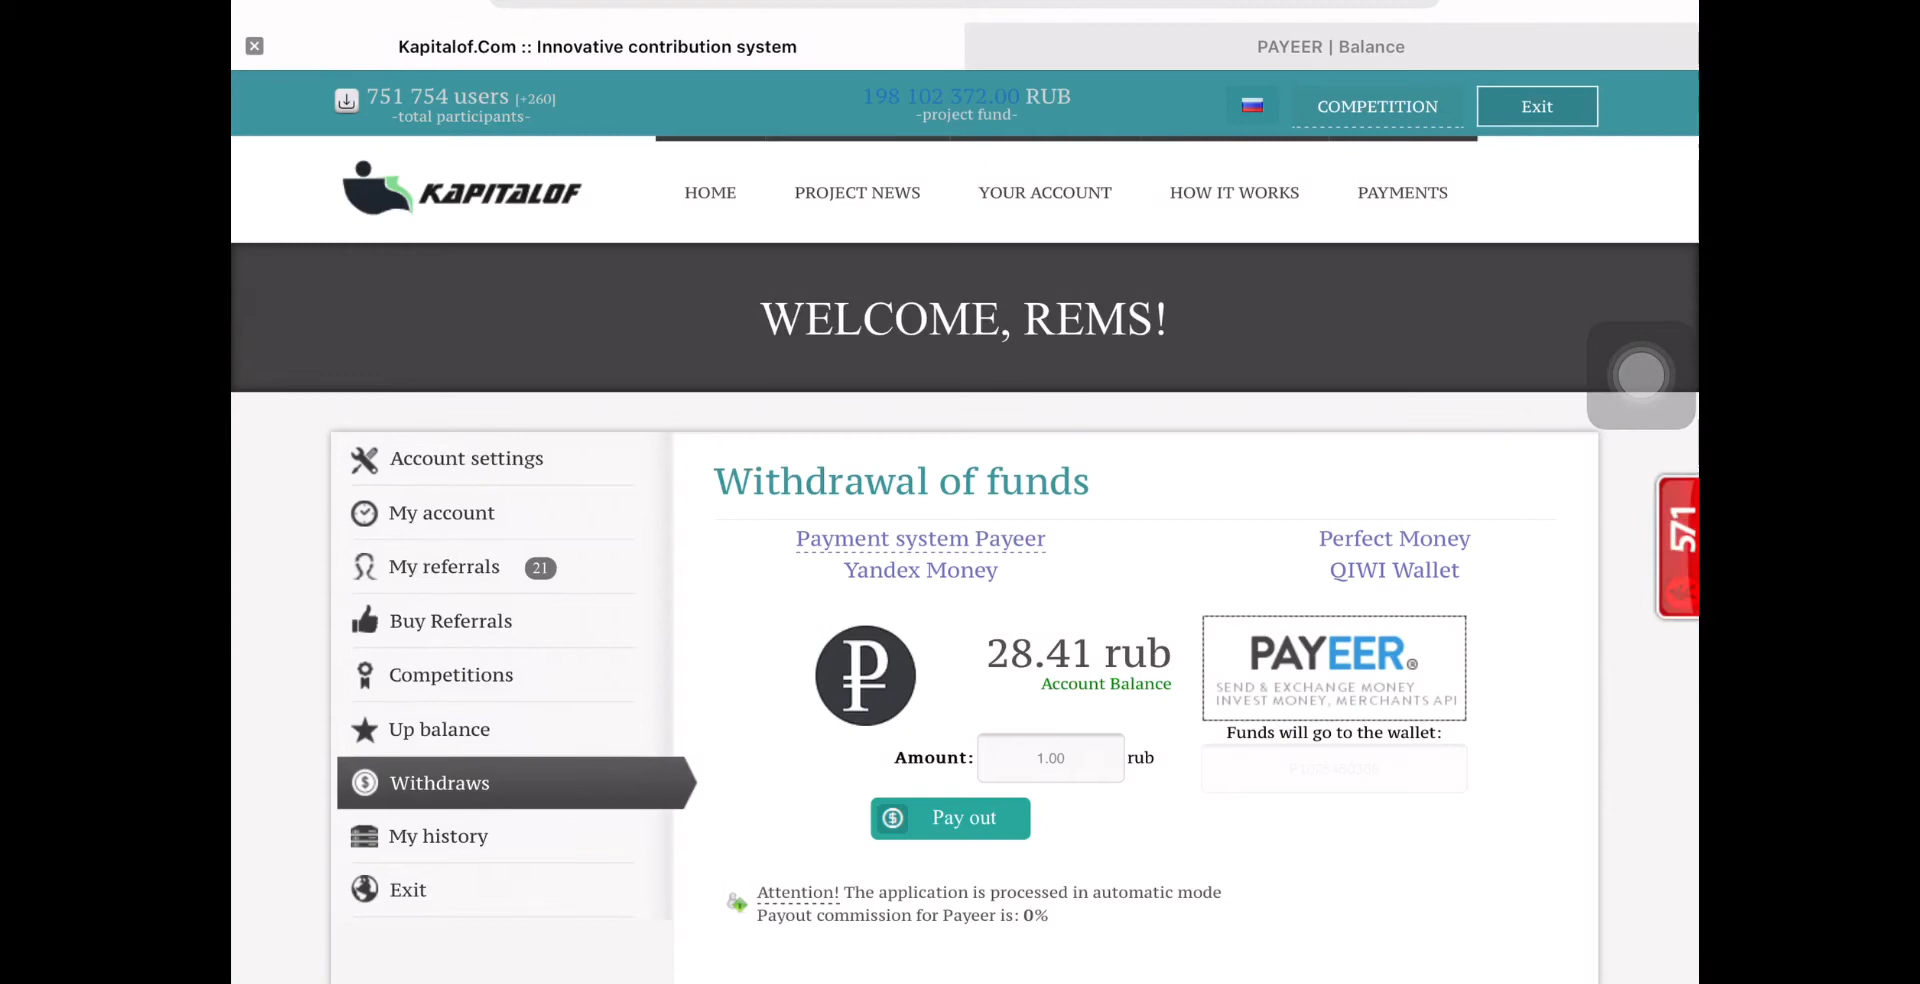 Kapitalof.Com :: Innovative contribution system
PAYEER | Balance
751 754 users [+260]
-total participants-
198 102 372.00 RUB
-project fund-
COMPETITION
Exit
KAPITALOF
HOME
PROJECT NEWS
YOUR ACCOUNT
HOW IT WORKS
PAYMENTS
WELCOME, REMS!
Account settings
My account
My referrals 21
Buy Referrals
Competitions
Up balance
Withdraws
My history
Exit
Withdrawal of funds
Payment system Payeer
Perfect Money
Yandex Money
QIWI Wallet
28.41 rub
Account Balance
PAYEER®
SEND & EXCHANGE MONEY
INVEST MONEY, MERCHANTS API
Funds will go to the wallet:
Amount: 1.00 rub
Pay out
Attention! The application is processed in automatic mode
Payout commission for Payeer is: 0%
571